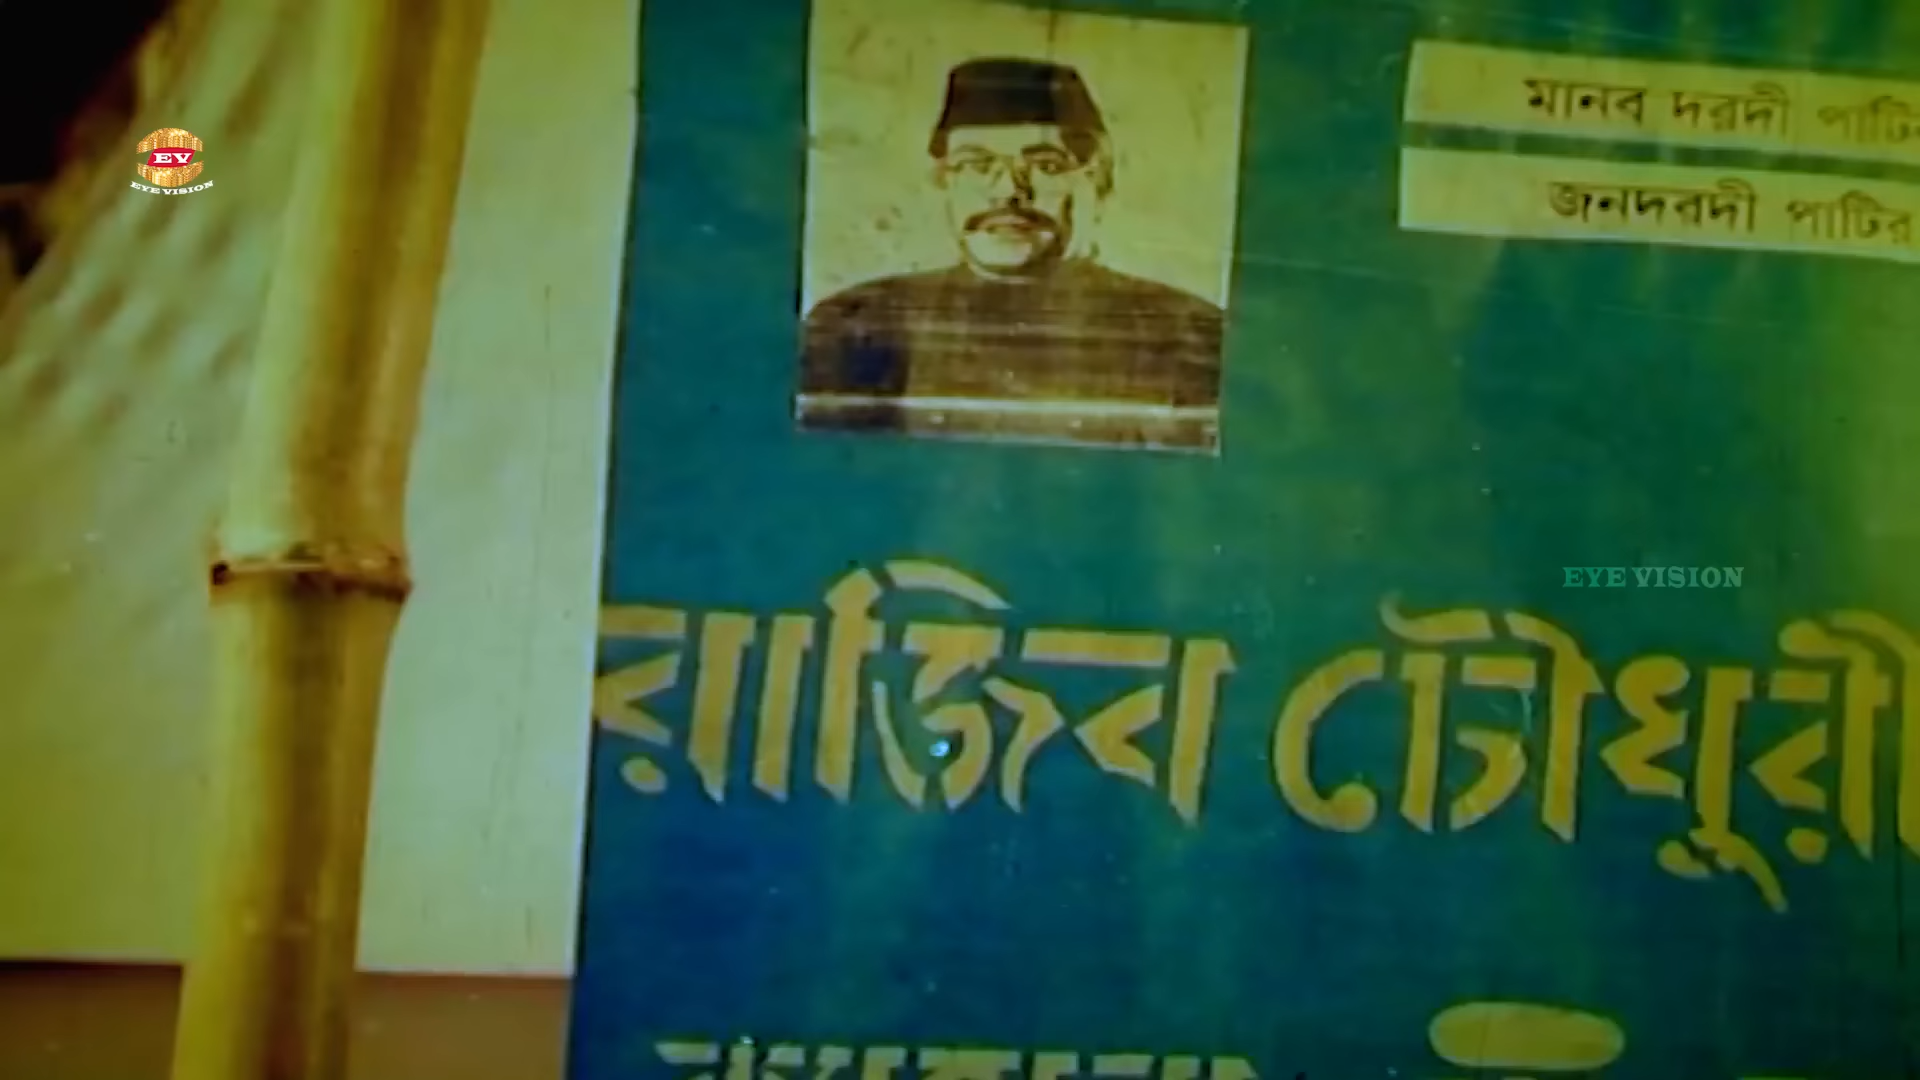 মানব দরদী
জনদরদী পার্টির
EV
EYE VISION
EYE VISION
রাজিব চৌধুরী